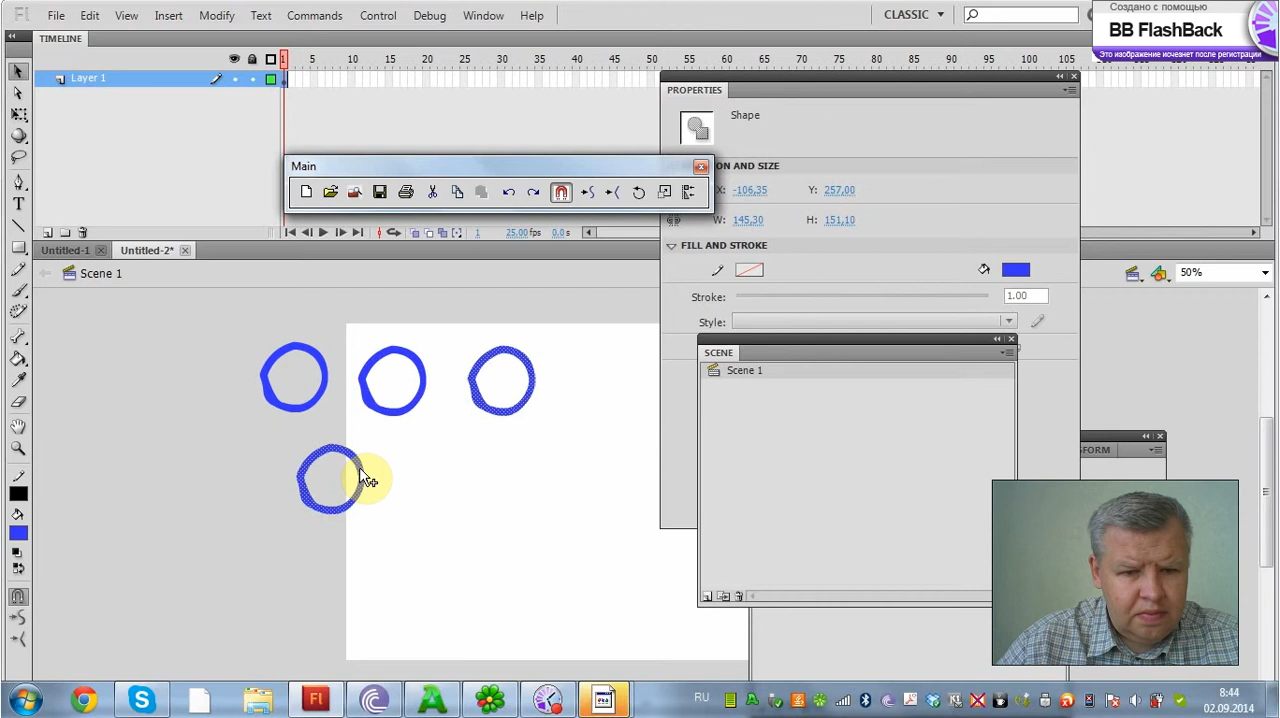 Fl File Edit View Insert Modify Text Commands Control Debug Window Help CLASSIC
Создано с помощью
BB FlashBack
Это изображение исчезнет после регистрации
TIMELINE
1 5 10 15 20 25 30 35 40 45 50 55 60 65 70 75 80 85 90 95 100 105
Layer 1
PROPERTIES
Shape
Main
ON AND SIZE
X: -106,35 Y: 257,00
W: 145,30 H: 151,10
1 25.00 fps 0.0 s
Untitled-1 Untitled-2*
FILL AND STROKE
Scene 1
50%
Stroke: 1.00
Style:
SCENE
Scene 1
SFORM
RU
8:44
02.09.2014